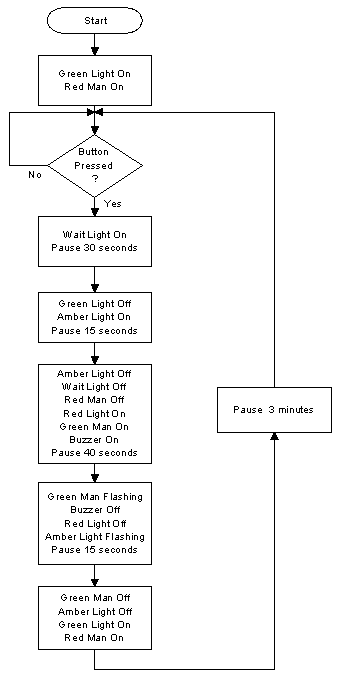 Start
Green Light On
Red Man On
Button
Pressed
?
No
Yes
Wait Light On
Pause 30 seconds
Green Light Off
Amber Light On
Pause 15 seconds
Amber Light Off
Wait Light Off
Red Man Off
Red Light On
Green Man On
Buzzer On
Pause 40 seconds
Green Man Flashing
Buzzer Off
Red Light Off
Amber Light Flashing
Pause 15 seconds
Green Man Off
Amber Light Off
Green Light On
Red Man On
Pause 3 minutes